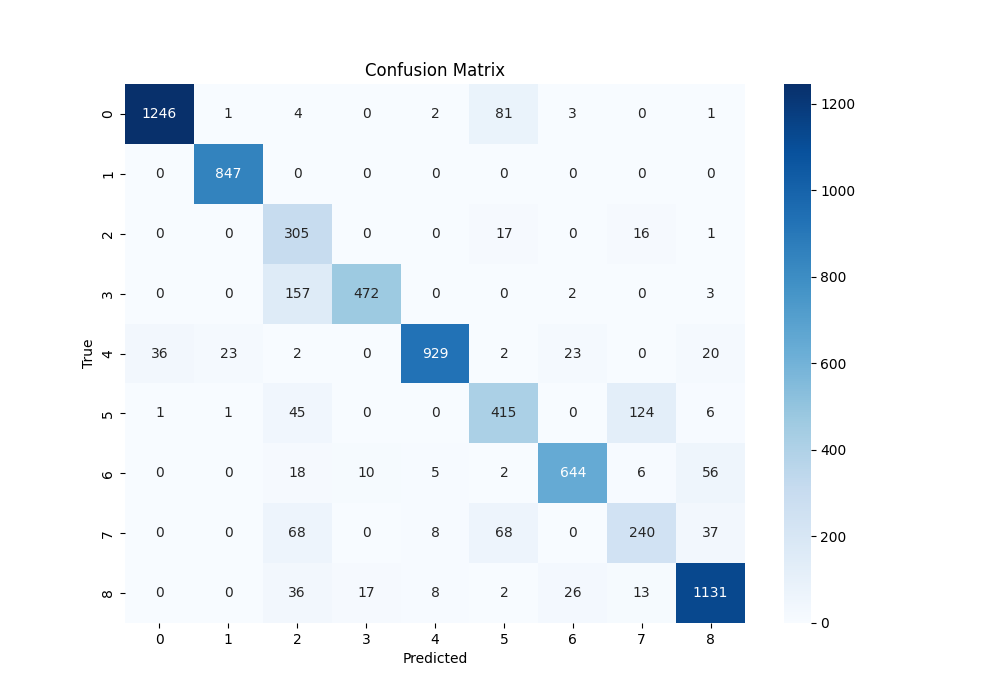 Confusion Matrix
0 1246 1 4 0 2 81 3 0 1
1 0 847 0 0 0 0 0 0 0
2 0 0 305 0 0 17 0 16 1
3 0 0 157 472 0 0 2 0 3
4 36 23 2 0 929 2 23 0 20
5 1 1 45 0 0 415 0 124 6
6 0 0 18 10 5 2 644 6 56
7 0 0 68 0 8 68 0 240 37
8 0 0 36 17 8 2 26 13 1131
0 1 2 3 4 5 6 7 8
Predicted
True
1200
1000
800
600
400
200
0